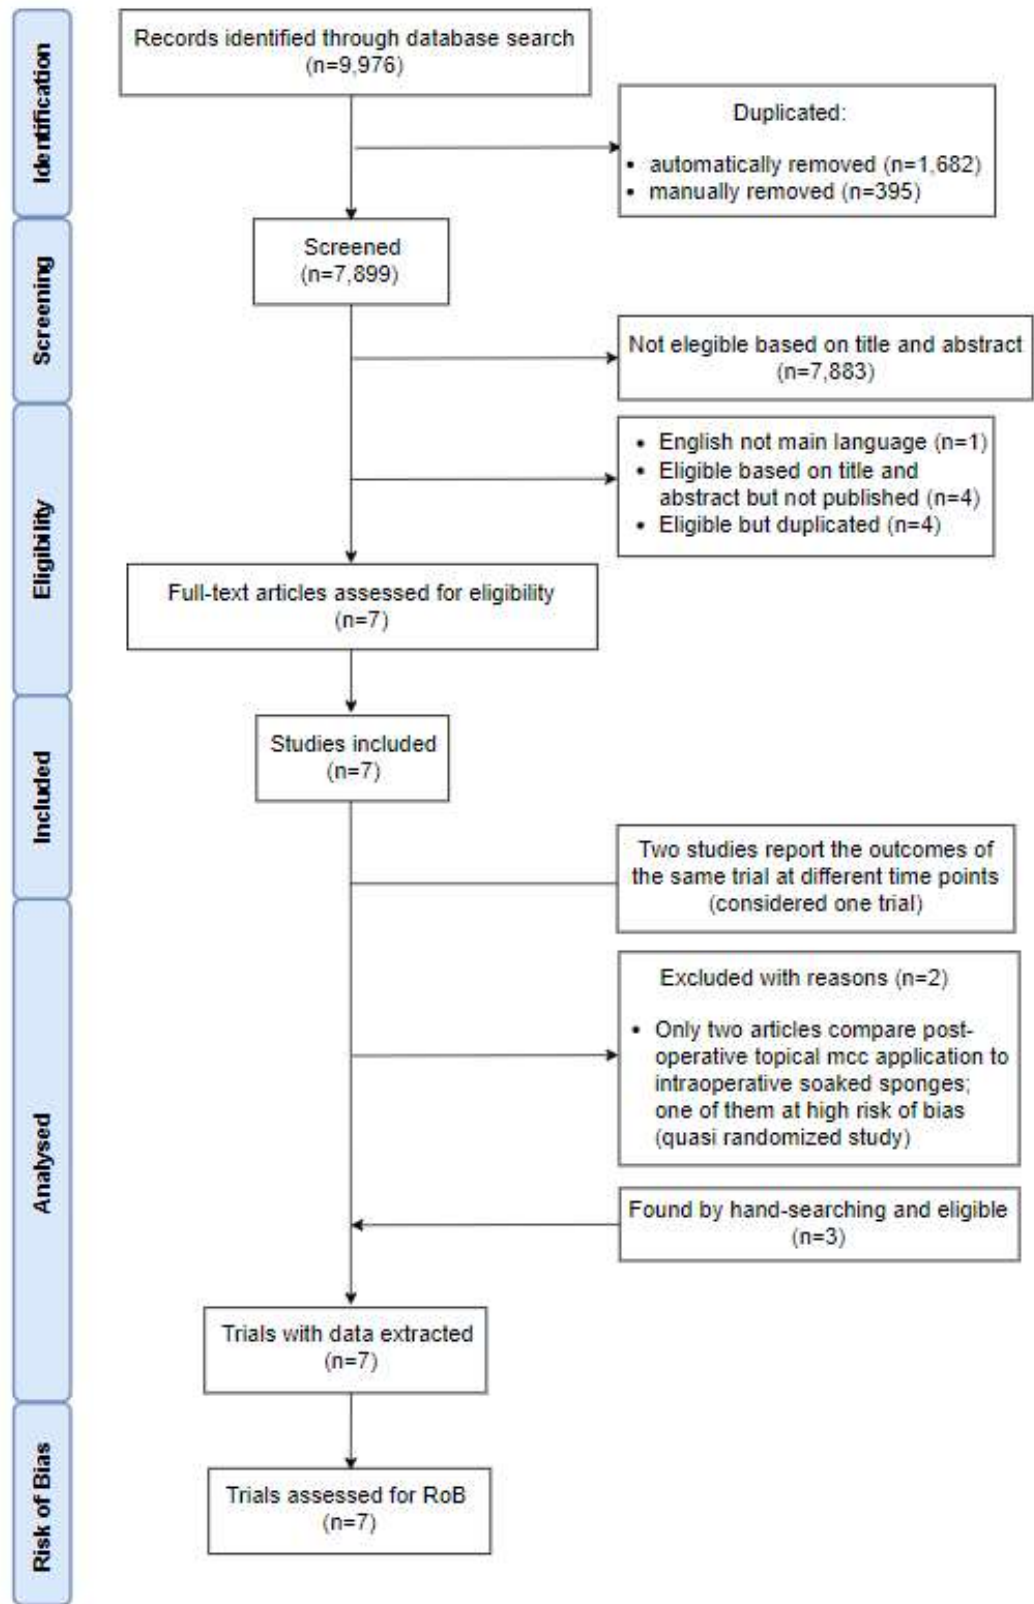 Identification
Records identified through database search
(n=9,976)
Duplicated:
• automatically removed (n=1,682)
• manually removed (n=395)
Screening
Screened
(n=7,899)
Not elegible based on title and abstract
(n=7,883)
Eligibility
• English not main language (n=1)
• Eligible based on title and
abstract but not published (n=4)
• Eligible but duplicated (n=4)
Full-text articles assessed for eligibility
(n=7)
Included
Studies included
(n=7)
Two studies report the outcomes of
the same trial at different time points
(considered one trial)
Analysed
Excluded with reasons (n=2)
• Only two articles compare post-
operative topical mcc application to
intraoperative soaked sponges;
one of them at high risk of bias
(quasi randomized study)
Found by hand-searching and eligible
(n=3)
Trials with data extracted
(n=7)
Risk of Bias
Trials assessed for RoB
(n=7)